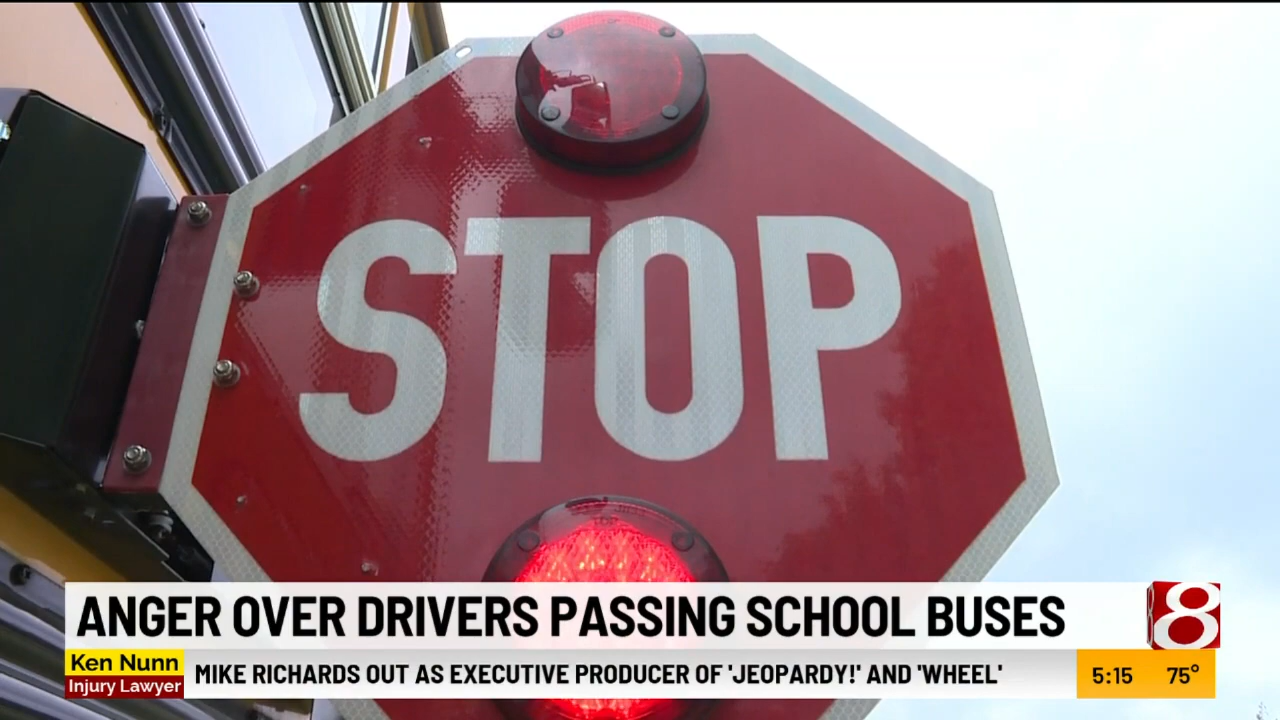 STOP
ANGER OVER DRIVERS PASSING SCHOOL BUSES
8
Ken Nunn
Injury Lawyer
MIKE RICHARDS OUT AS EXECUTIVE PRODUCER OF 'JEOPARDY!' AND 'WHEEL'
5:15 75°